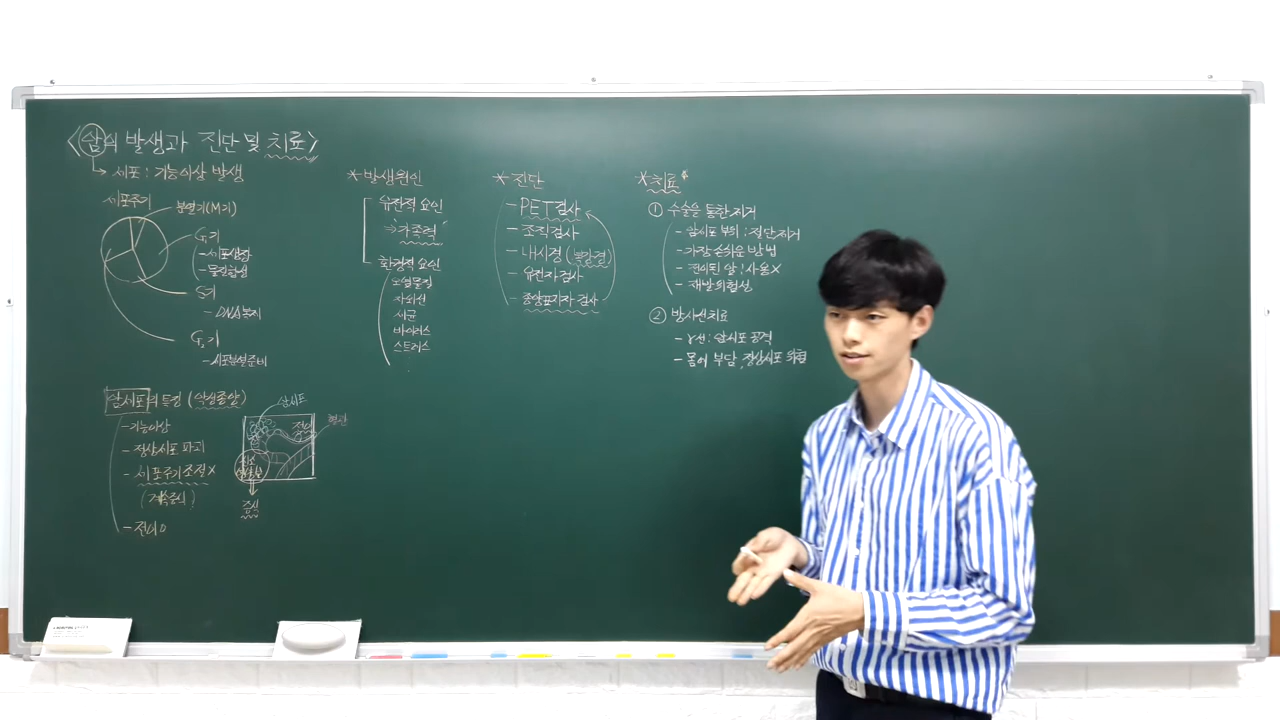 <암의 발생과 진단 및 치료>
→ 세포 : 기능이상 발생
세포주기
분열기(M기)
G₁기
- 세포생장
- 물질합성
S기
- DNA복제
G₂기
- 세포분열준비
암세포의 특징 (악성종양)
- 기능이상
- 정상세포 파괴
- 세포주기조절X
(계속증식)
- 전이O
암세포
전이
혈관
증식
* 발생원인
유전적 요인
⇒ "가족력"
환경적 요인
오염물질
자외선
세균
바이러스
스트레스
* 진단
- PET검사
- 조직검사
- 내시경
- 유전자검사
- 종양표지자 검사
* 치료*
① 수술을 통한 제거
- 암세포 부위 : 절단제거
- 가장 손쉬운 방법
- 전이된 암 : 사용X
- 재발위험성
② 방사선치료
- γ선 : 암세포 공격
- 몸에 부담, 정상세포 위험